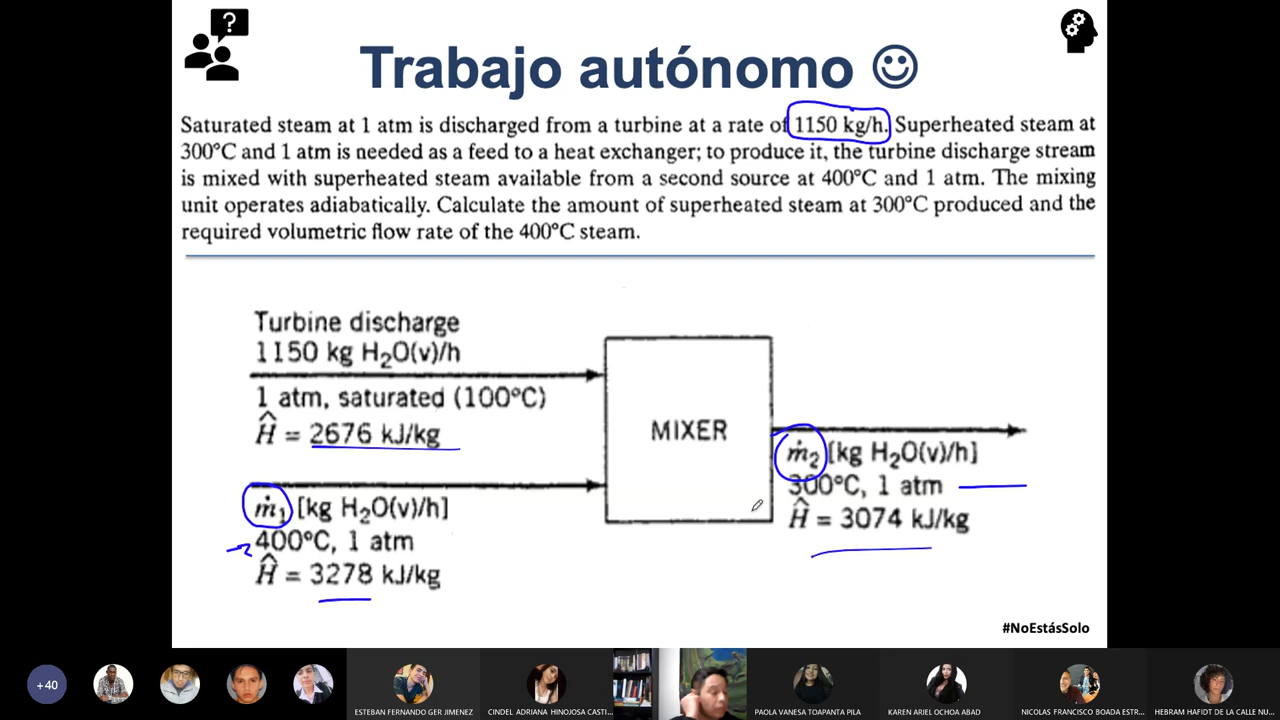 ?
Trabajo autónomo
Saturated steam at 1 atm is discharged from a turbine at a rate of 1150 kg/h. Superheated steam at
300°C and 1 atm is needed as a feed to a heat exchanger; to produce it, the turbine discharge stream
is mixed with superheated steam available from a second source at 400°C and 1 atm. The mixing
unit operates adiabatically. Calculate the amount of superheated steam at 300°C produced and the
required volumetric flow rate of the 400°C steam.
Turbine discharge
1150 kg H₂O(v)/h
1 atm, saturated (100°C)
Ĥ = 2676 kJ/kg
ṁ₁ [kg H₂O(v)/h]
400°C, 1 atm
Ĥ = 3278 kJ/kg
MIXER
ṁ₂ [kg H₂O(v)/h]
300°C, 1 atm
Ĥ = 3074 kJ/kg
#NoEstásSolo
+40
ESTEBAN FERNANDO GER JIMENEZ
CINDEL ADRIANA HINOJOSA CASTI...
PAOLA VANESA TOAPANTA PILA
KAREN ARIEL OCHOA ABAD
NICOLAS FRANCISCO BOADA ESTR...
HEBRAM HAFIDT DE LA CALLE NU...